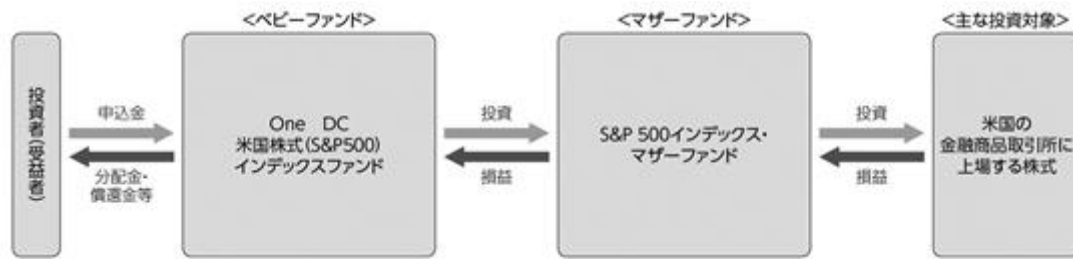 <ベビーファンド>
<マザーファンド>
<主な投資対象>
投資者(受益者)
申込金
分配金・
償還金等
One DC
米国株式(S&P500)
インデックスファンド
投資
損益
S&P 500インデックス・
マザーファンド
投資
損益
米国の
金融商品取引所に
上場する株式